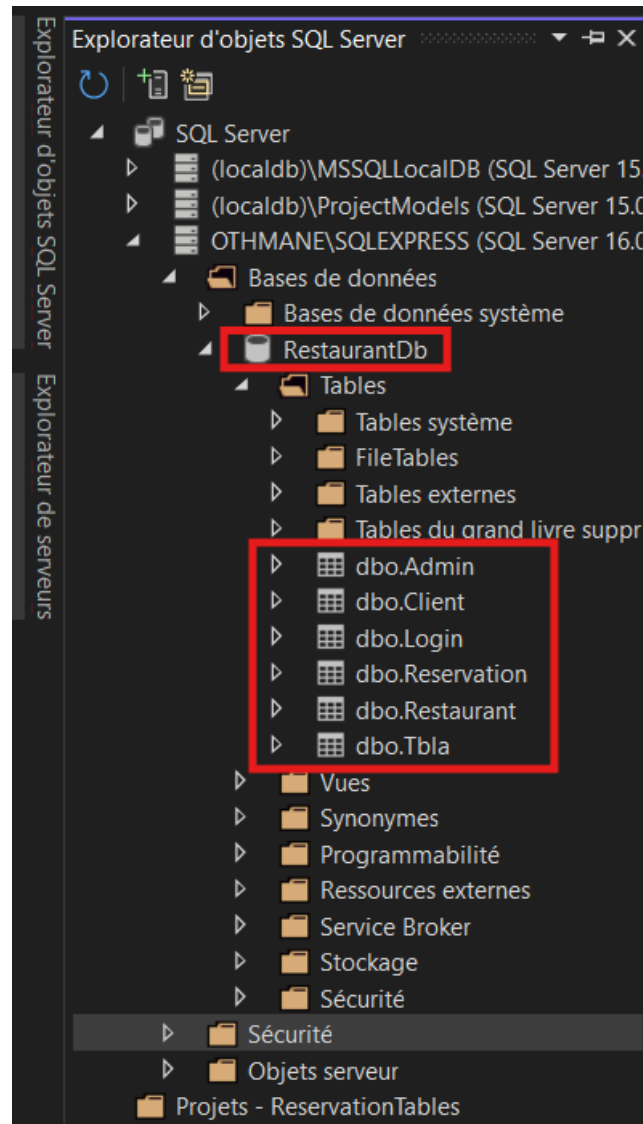 Explorateur d'objets SQL Server
Explorateur de serveurs
Explorateur d'objets SQL Server
SQL Server
(localdb)\MSSQLLocalDB (SQL Server 15.
(localdb)\ProjectModels (SQL Server 15.0
OTHMANE\SQLEXPRESS (SQL Server 16.0
Bases de données
Bases de données système
RestaurantDb
Tables
Tables système
FileTables
Tables externes
Tables du grand livre suppr
dbo.Admin
dbo.Client
dbo.Login
dbo.Reservation
dbo.Restaurant
dbo.Tbla
Vues
Synonymes
Programmabilité
Ressources externes
Service Broker
Stockage
Sécurité
Sécurité
Objets serveur
Projets - ReservationTables